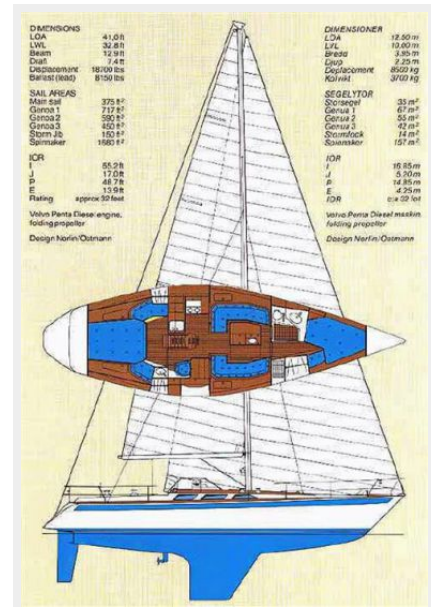 DIMENSIONS
LOA 41,0 ft
LWL 32,8 ft
Beam 12,9 ft
Draft 7,4 ft
Displacement 18700 lbs
Ballast (lead) 8150 lbs
SAIL AREAS
Main sail 375 ft²
Genoa 1 717 ft²
Genoa 2 590 ft²
Genoa 3 450 ft²
Storm Jib 150 ft²
Spinnaker 1680 ft²
IOR
I 55,2 ft
J 17,0 ft
P 48,7 ft
E 13,9 ft
Rating approx 32 feet
Volvo Penta Diesel engine,
folding propeller
Design Norlin/Ostmann
DIMENSIONER
LOA 12.50 m
LVL 10.00 m
Bredd 3.95 m
Djup 2.25 m
Deplacement 8500 kg
Kölvikt 3700 kg
SEGELYTOR
Storsegel 35 m²
Genua 1 67 m²
Genua 2 55 m²
Genua 3 42 m²
Stormfock 14 m²
Spinnaker 157 m²
IOR
I 16.85 m
J 5.20 m
P 14.85 m
E 4.25 m
IOR c:a 32 fot
Volvo Penta Diesel maskin
folding propeller
Design Norlin/Ostmann